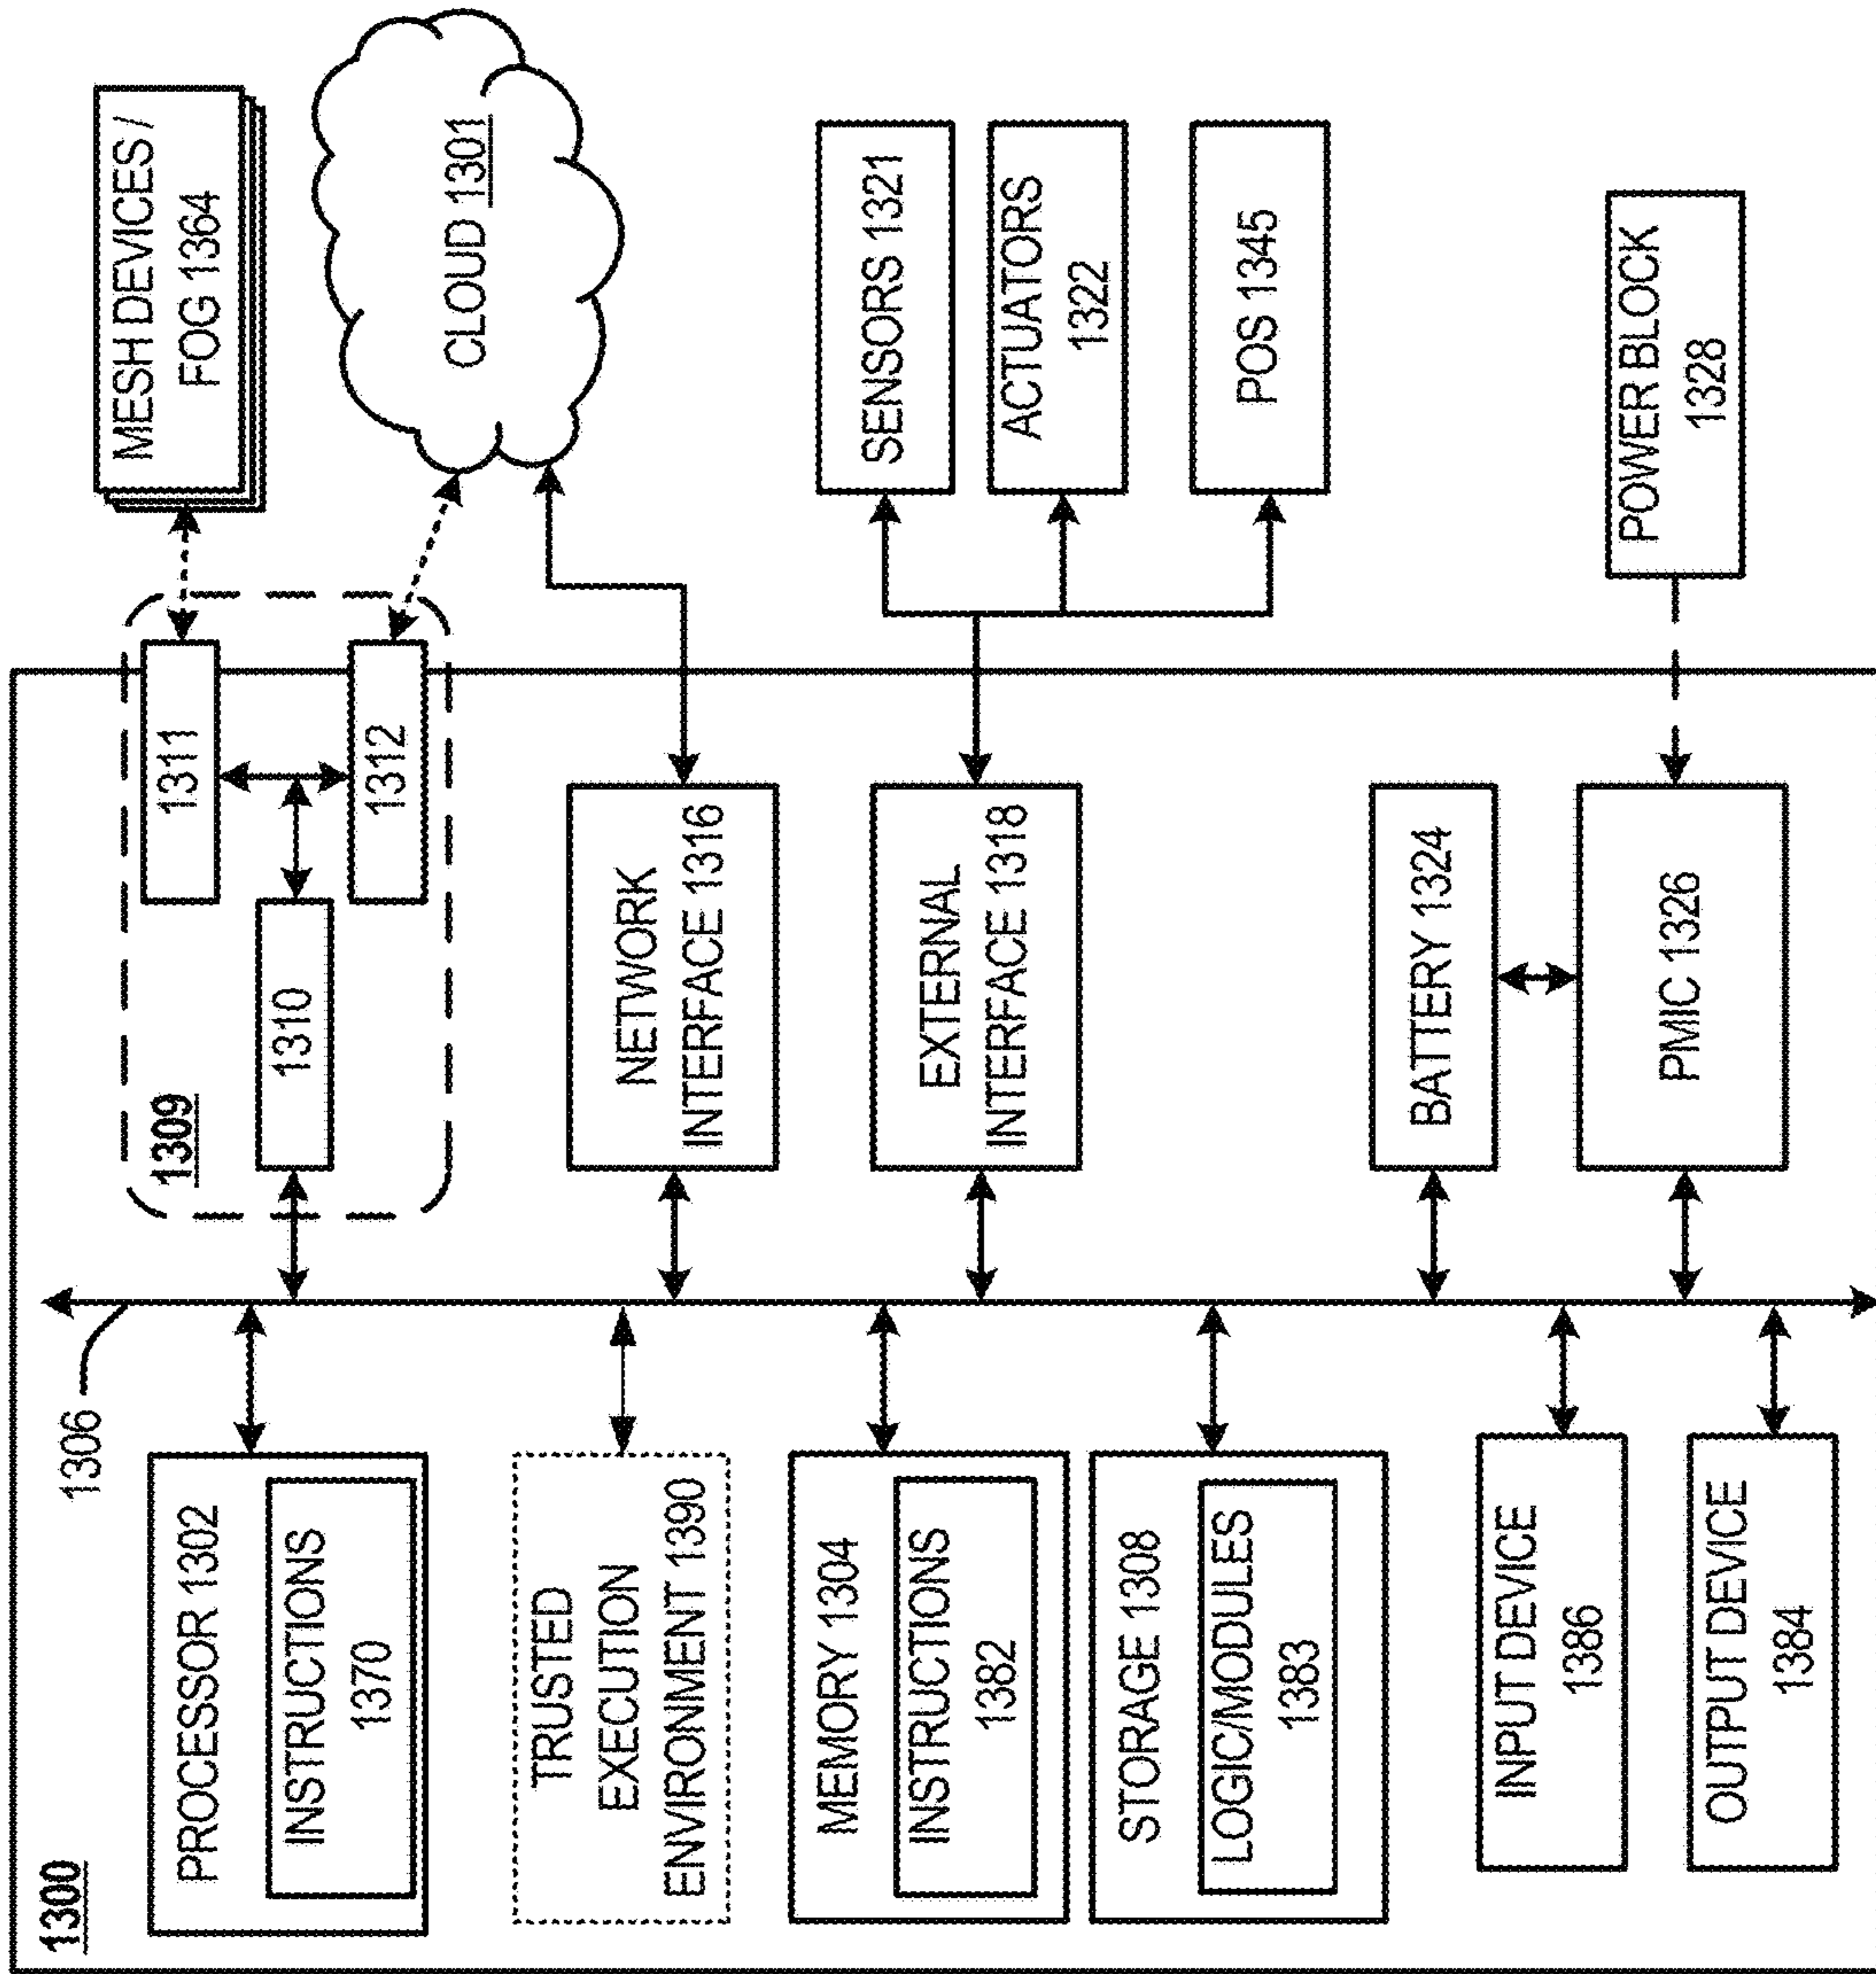 1300
PROCESSOR 1302
INSTRUCTIONS
1370
TRUSTED
EXECUTION
ENVIRONMENT 1390
MEMORY 1304
INSTRUCTIONS
1382
STORAGE 1308
LOGIC/MODULES
1383
INPUT DEVICE
1386
OUTPUT DEVICE
1384
1306
1309
1310
1311
1312
NETWORK
INTERFACE 1316
EXTERNAL
INTERFACE 1318
BATTERY 1324
PMIC 1326
MESH DEVICES /
FOG 1364
CLOUD 1301
SENSORS 1321
ACTUATORS
1322
POS 1345
POWER BLOCK
1328